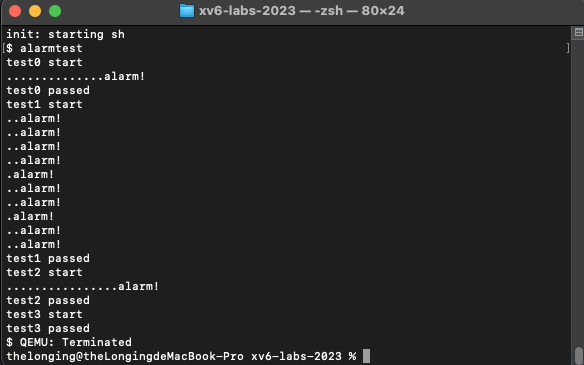 xv6-labs-2023 — -zsh — 80×24
init: starting sh
[$ alarmtest ]
test0 start
..............alarm!
test0 passed
test1 start
..alarm!
..alarm!
..alarm!
..alarm!
.alarm!
..alarm!
..alarm!
.alarm!
..alarm!
..alarm!
test1 passed
test2 start
................alarm!
test2 passed
test3 start
test3 passed
$ QEMU: Terminated
thelonging@theLongingdeMacBook-Pro xv6-labs-2023 %